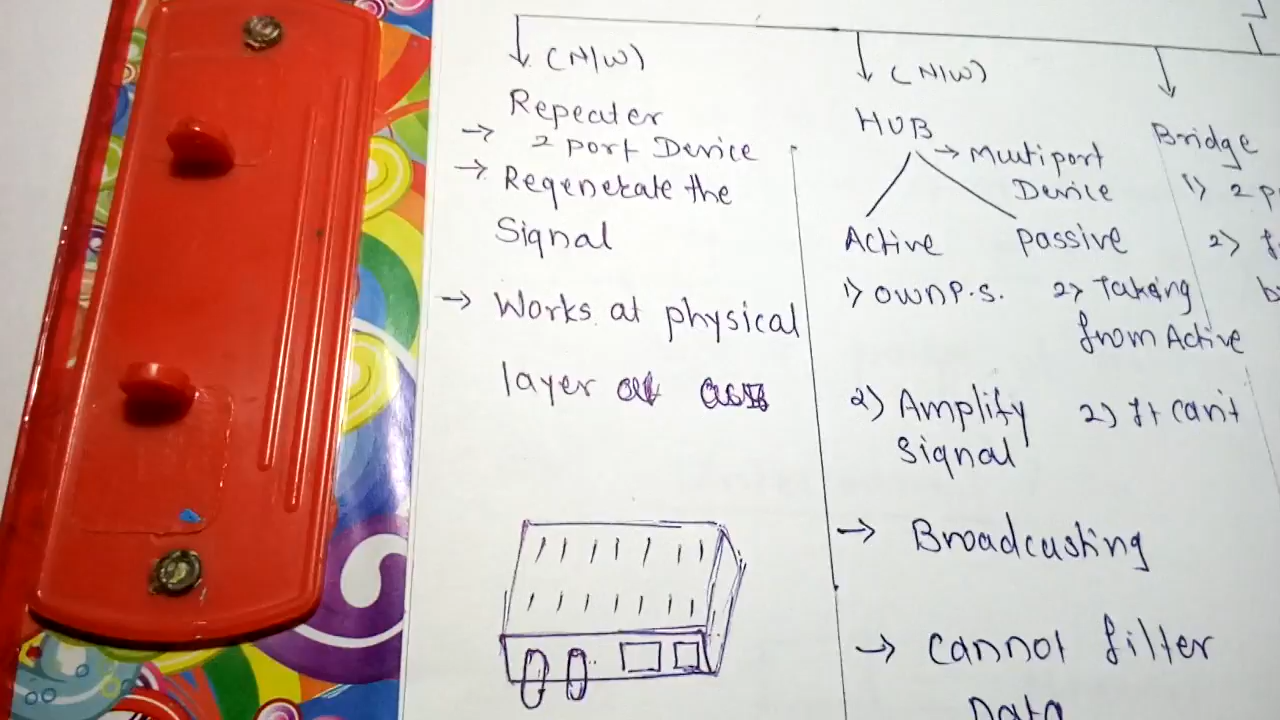 (N/W)
Repeater
→ 2 port Device
→ Regenerate the
Signal
→ Works at physical
layer
(N/W)
HUB
→ Multiport
Device
Active
passive
1) own P.S.
2) Taking
from Active
2) Amplify
Signal
2) It can't
→ Broadcasting
→ cannot filter
Data
Bridge
1) 2 p
2) f
b